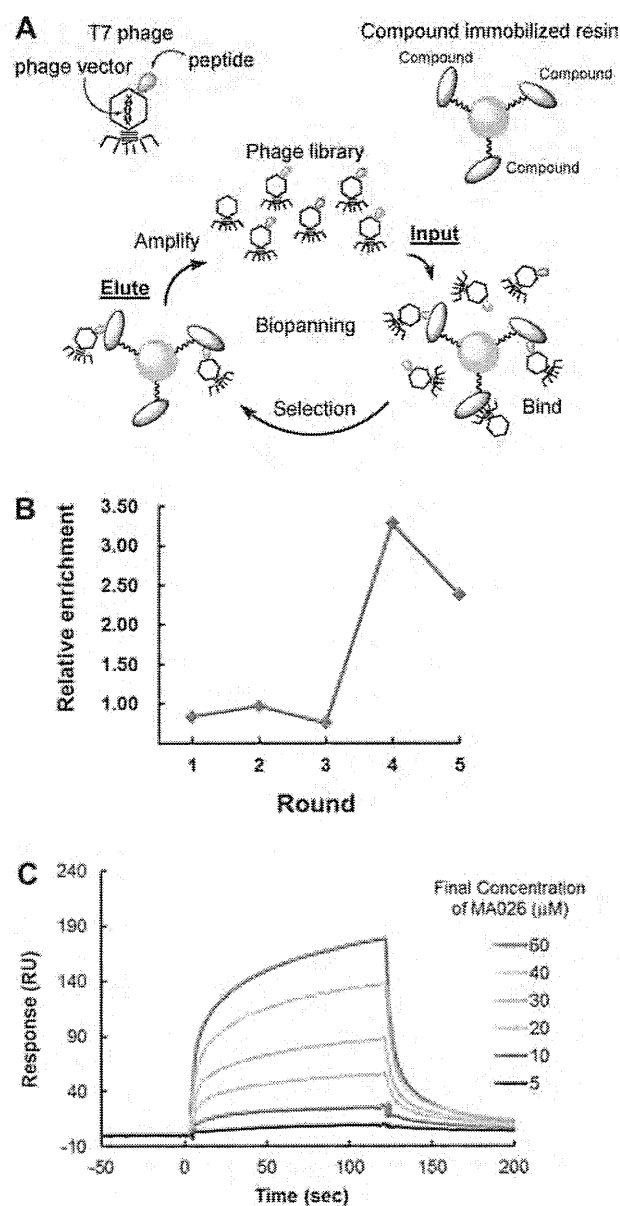 A
T7 phage
phage vector
peptide
Compound immobilized resin
Compound
Compound
Compound
Phage library
Amplify
Input
Elute
Biopanning
Bind
Selection
B
Relative enrichment
3.50
3.00
2.50
2.00
1.50
1.00
1 2 3 4 5
Round
C
Response (RU)
240
190
140
90
40
-10
-50 0 50 100 150 200
Time (sec)
Final Concentration
of MA026 (μM)
60
40
30
20
10
5